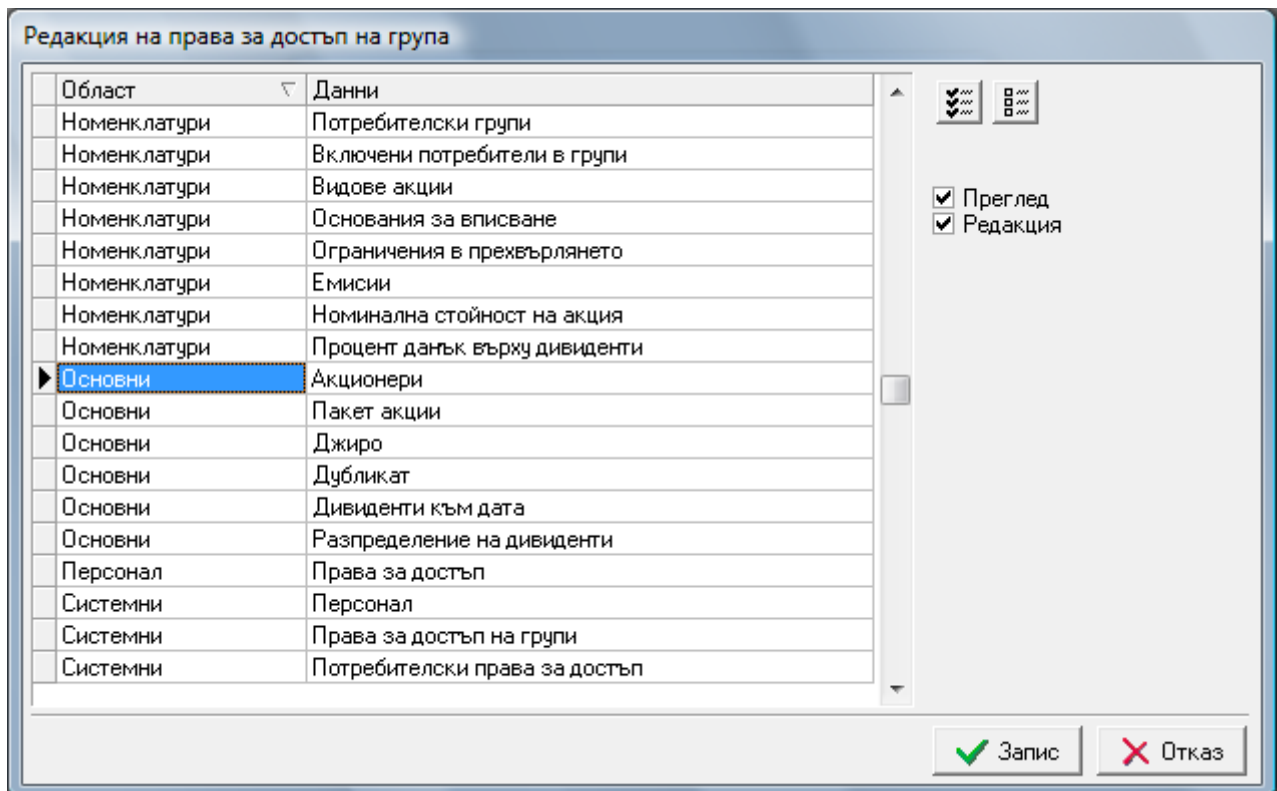 Редакция на права за достъп на група
Област Данни
Номенклатури Потребителски групи
Номенклатури Включени потребители в групи
Номенклатури Видове акции
Номенклатури Основания за вписване
Номенклатури Ограничения в прехвърлянето
Номенклатури Емисии
Номенклатури Номинална стойност на акция
Номенклатури Процент данък върху дивиденти
Основни Акционери
Основни Пакет акции
Основни Джиро
Основни Дубликат
Основни Дивиденти към дата
Основни Разпределение на дивиденти
Персонал Права за достъп
Системни Персонал
Системни Права за достъп на групи
Системни Потребителски права за достъп
Преглед
Редакция
Запис Отказ